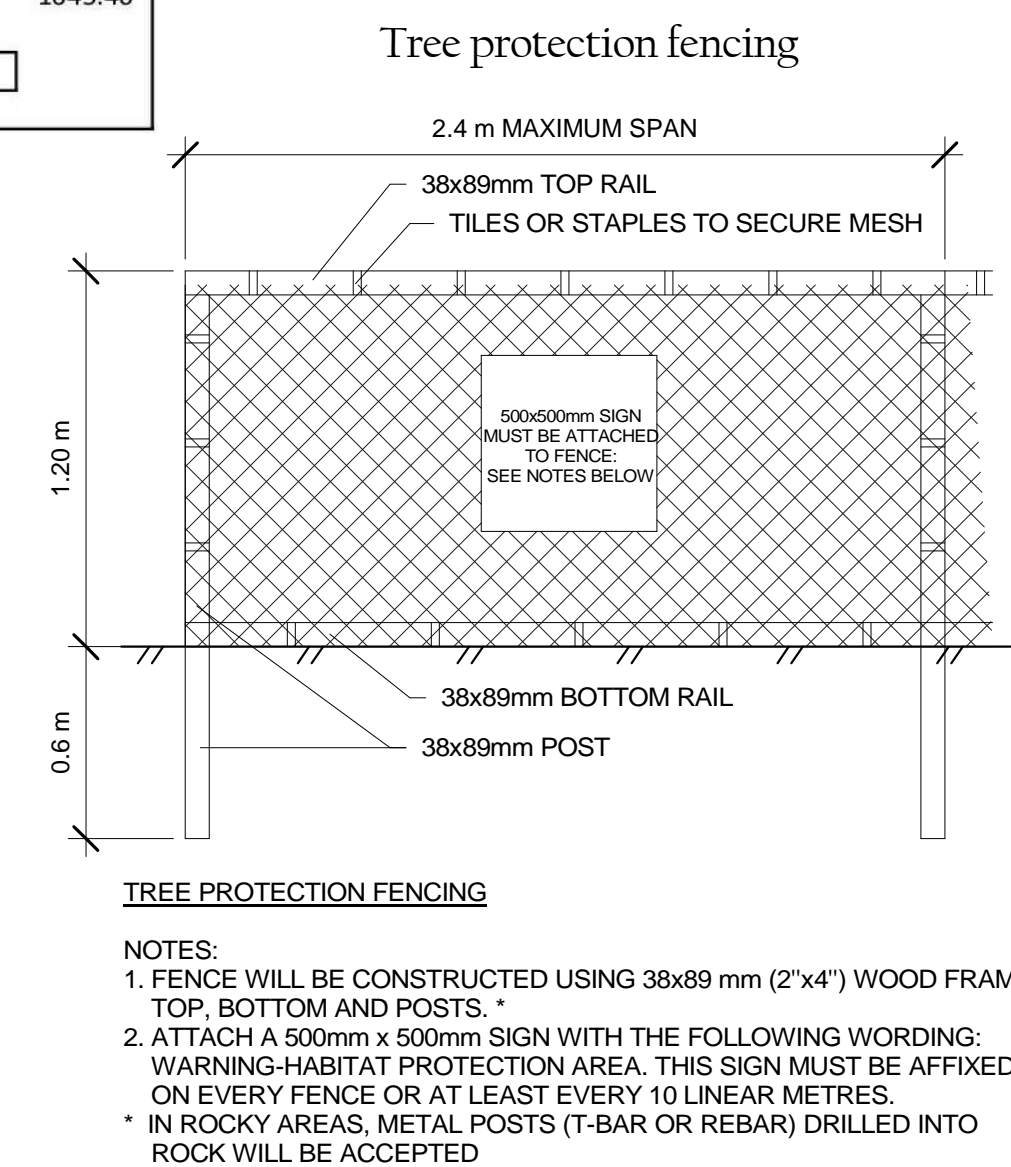 Tree protection fencing
2.4 m MAXIMUM SPAN
38x89mm TOP RAIL
TILES OR STAPLES TO SECURE MESH
1.20 m
500x500mm SIGN
MUST BE ATTACHED
TO FENCE:
SEE NOTES BELOW
38x89mm BOTTOM RAIL
0.6 m
38x89mm POST
TREE PROTECTION FENCING
NOTES:
1. FENCE WILL BE CONSTRUCTED USING 38x89 mm (2"x4") WOOD FRAM
TOP, BOTTOM AND POSTS. *
2. ATTACH A 500mm x 500mm SIGN WITH THE FOLLOWING WORDING:
WARNING-HABITAT PROTECTION AREA. THIS SIGN MUST BE AFFIXED
ON EVERY FENCE OR AT LEAST EVERY 10 LINEAR METRES.
* IN ROCKY AREAS, METAL POSTS (T-BAR OR REBAR) DRILLED INTO
ROCK WILL BE ACCEPTED